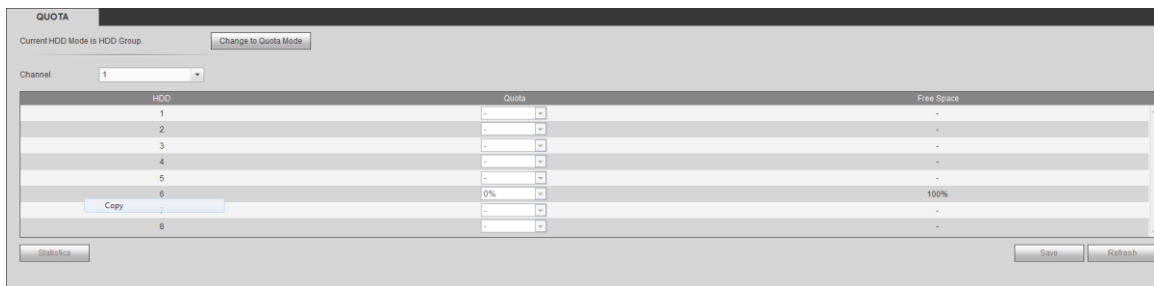 QUOTA
Current HDD Mode is HDD Group. Change to Quota Mode
Channel 1
HDD Quota Free Space
1 - -
2 - -
3 - -
4 - -
5 - -
6 0% 100%
Copy
7 - -
8 - -
Statistics Save Refresh